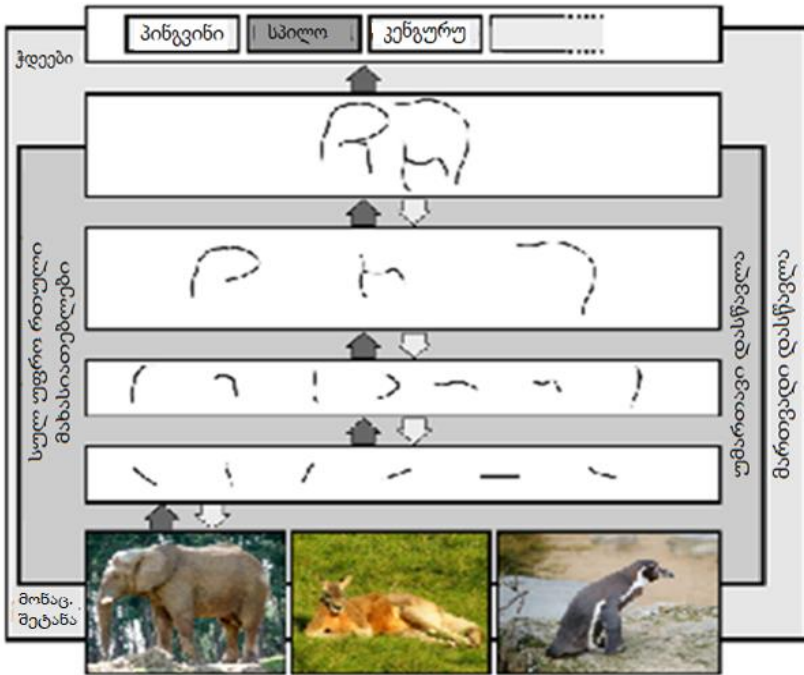 პინგვინი
სპილო
კენგურუ
ჭდეები
სულ უფრო რთული
მახასიათებლები
უმართავი დასწავლა
მართვადი დასწავლა
მონაც.
შეტანა